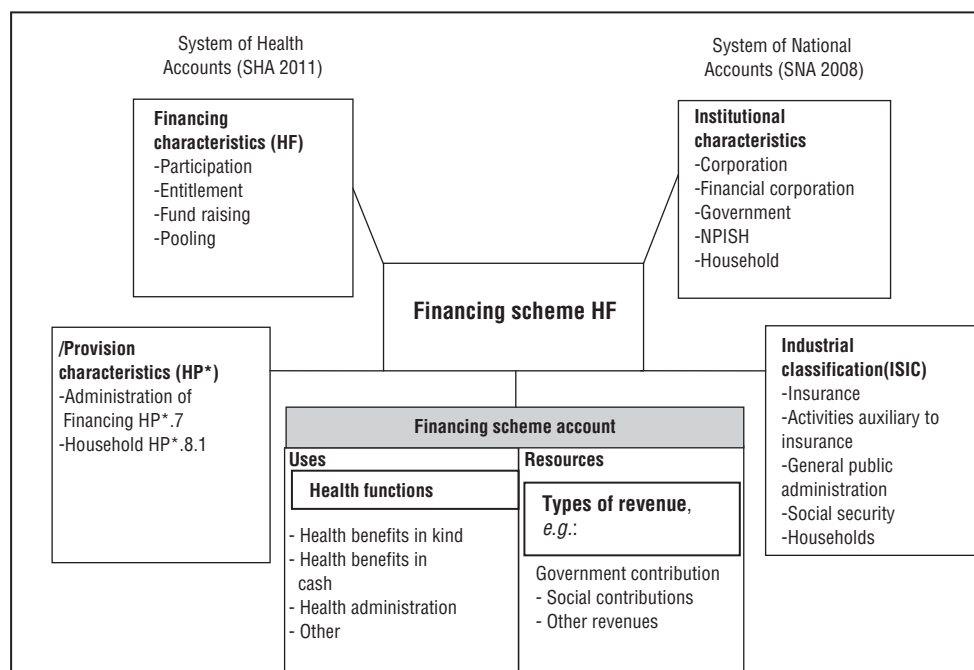 System of Health
Accounts (SHA 2011)
System of National
Accounts (SNA 2008)
Financing
characteristics (HF)
-Participation
-Entitlement
-Fund raising
-Pooling
Institutional
characteristics
-Corporation
-Financial corporation
-Government
-NPISH
-Household
Financing scheme HF
/Provision
characteristics (HP*)
-Administration of
Financing HP*.7
-Household HP*.8.1
Industrial
classification(ISIC)
-Insurance
-Activities auxiliary to
insurance
-General public
administration
-Social security
-Households
Financing scheme account
Uses
Health functions
- Health benefits in kind
- Health benefits in
cash
- Health administration
- Other
Resources
Types of revenue,
e.g.:
Government contribution
- Social contributions
- Other revenues